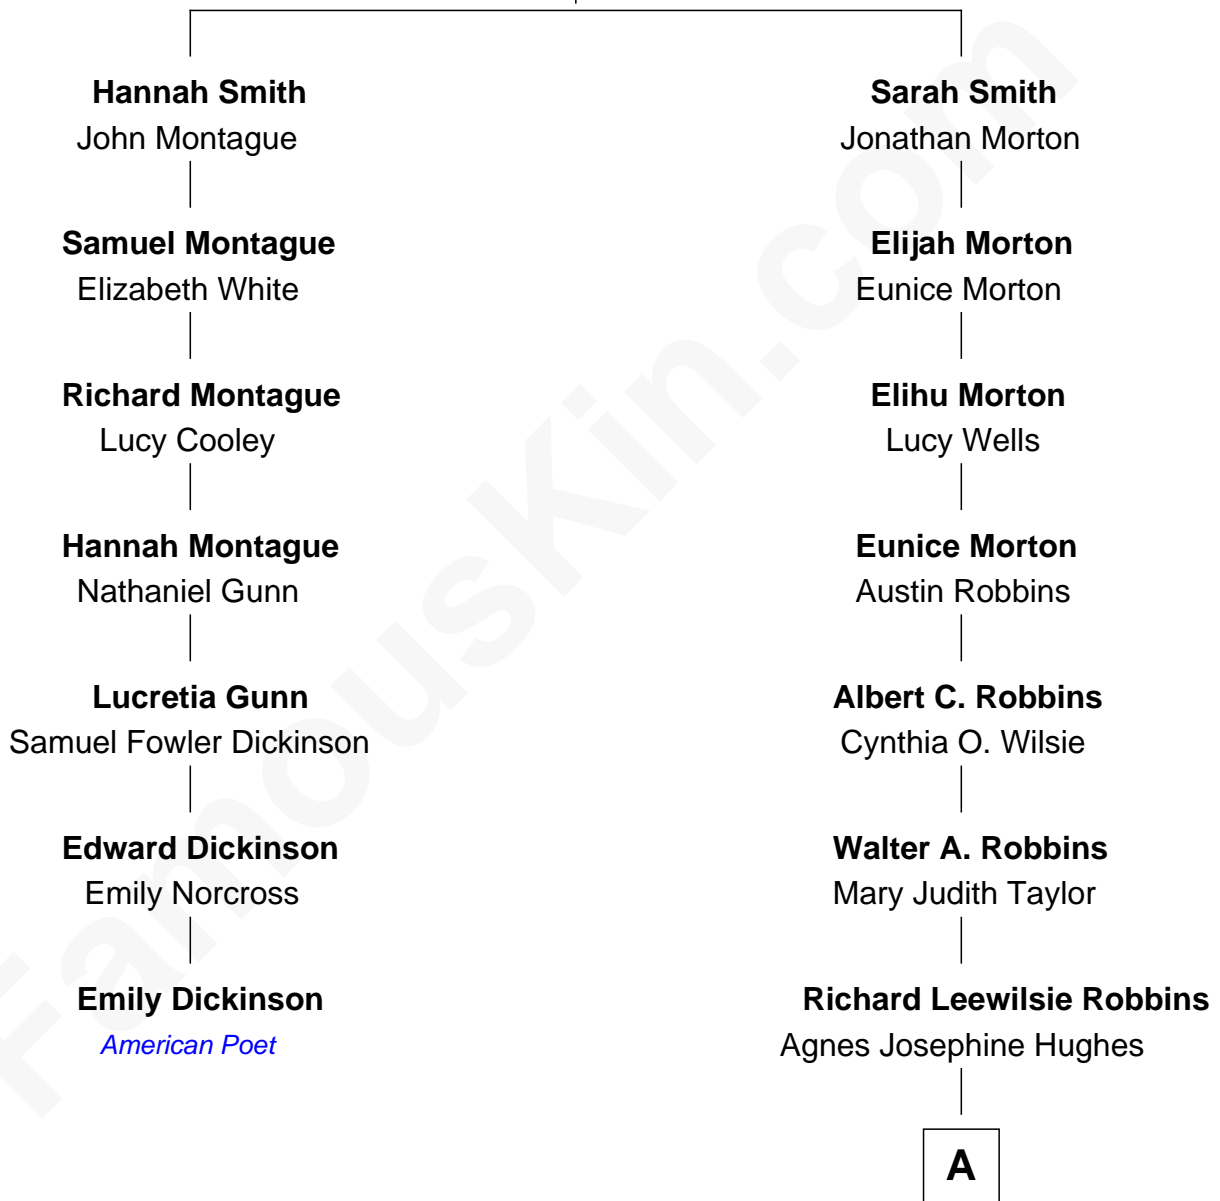 Hannah Smith
John Montague
Samuel Montague
Elizabeth White
Richard Montague
Lucy Cooley
Hannah Montague
Nathaniel Gunn
Lucretia Gunn
Samuel Fowler Dickinson
Edward Dickinson
Emily Norcross
Emily Dickinson
American Poet
Sarah Smith
Jonathan Morton
Elijah Morton
Eunice Morton
Elihu Morton
Lucy Wells
Eunice Morton
Austin Robbins
Albert C. Robbins
Cynthia O. Wilsie
Walter A. Robbins
Mary Judith Taylor
Richard Leewilsie Robbins
Agnes Josephine Hughes
A
FamousKin.com